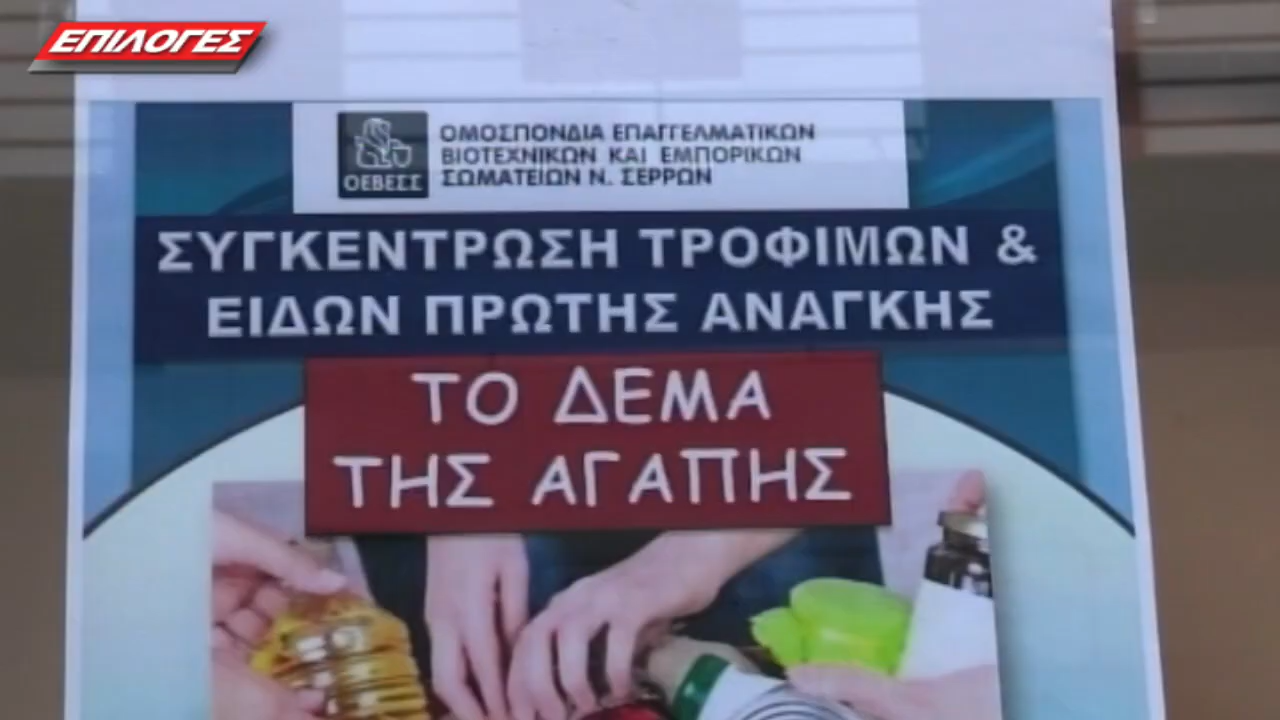 ΕΠΙΛΟΓΕΣ
ΟΕΒΕΣΣ
ΟΜΟΣΠΟΝΔΙΑ ΕΠΑΓΓΕΛΜΑΤΙΚΩΝ
ΒΙΟΤΕΧΝΙΚΩΝ ΚΑΙ ΕΜΠΟΡΙΚΩΝ
ΣΩΜΑΤΕΙΩΝ Ν. ΣΕΡΡΩΝ
ΣΥΓΚΕΝΤΡΩΣΗ ΤΡΟΦΙΜΩΝ &
ΕΙΔΩΝ ΠΡΩΤΗΣ ΑΝΑΓΚΗΣ
ΤΟ ΔΕΜΑ
ΤΗΣ ΑΓΑΠΗΣ